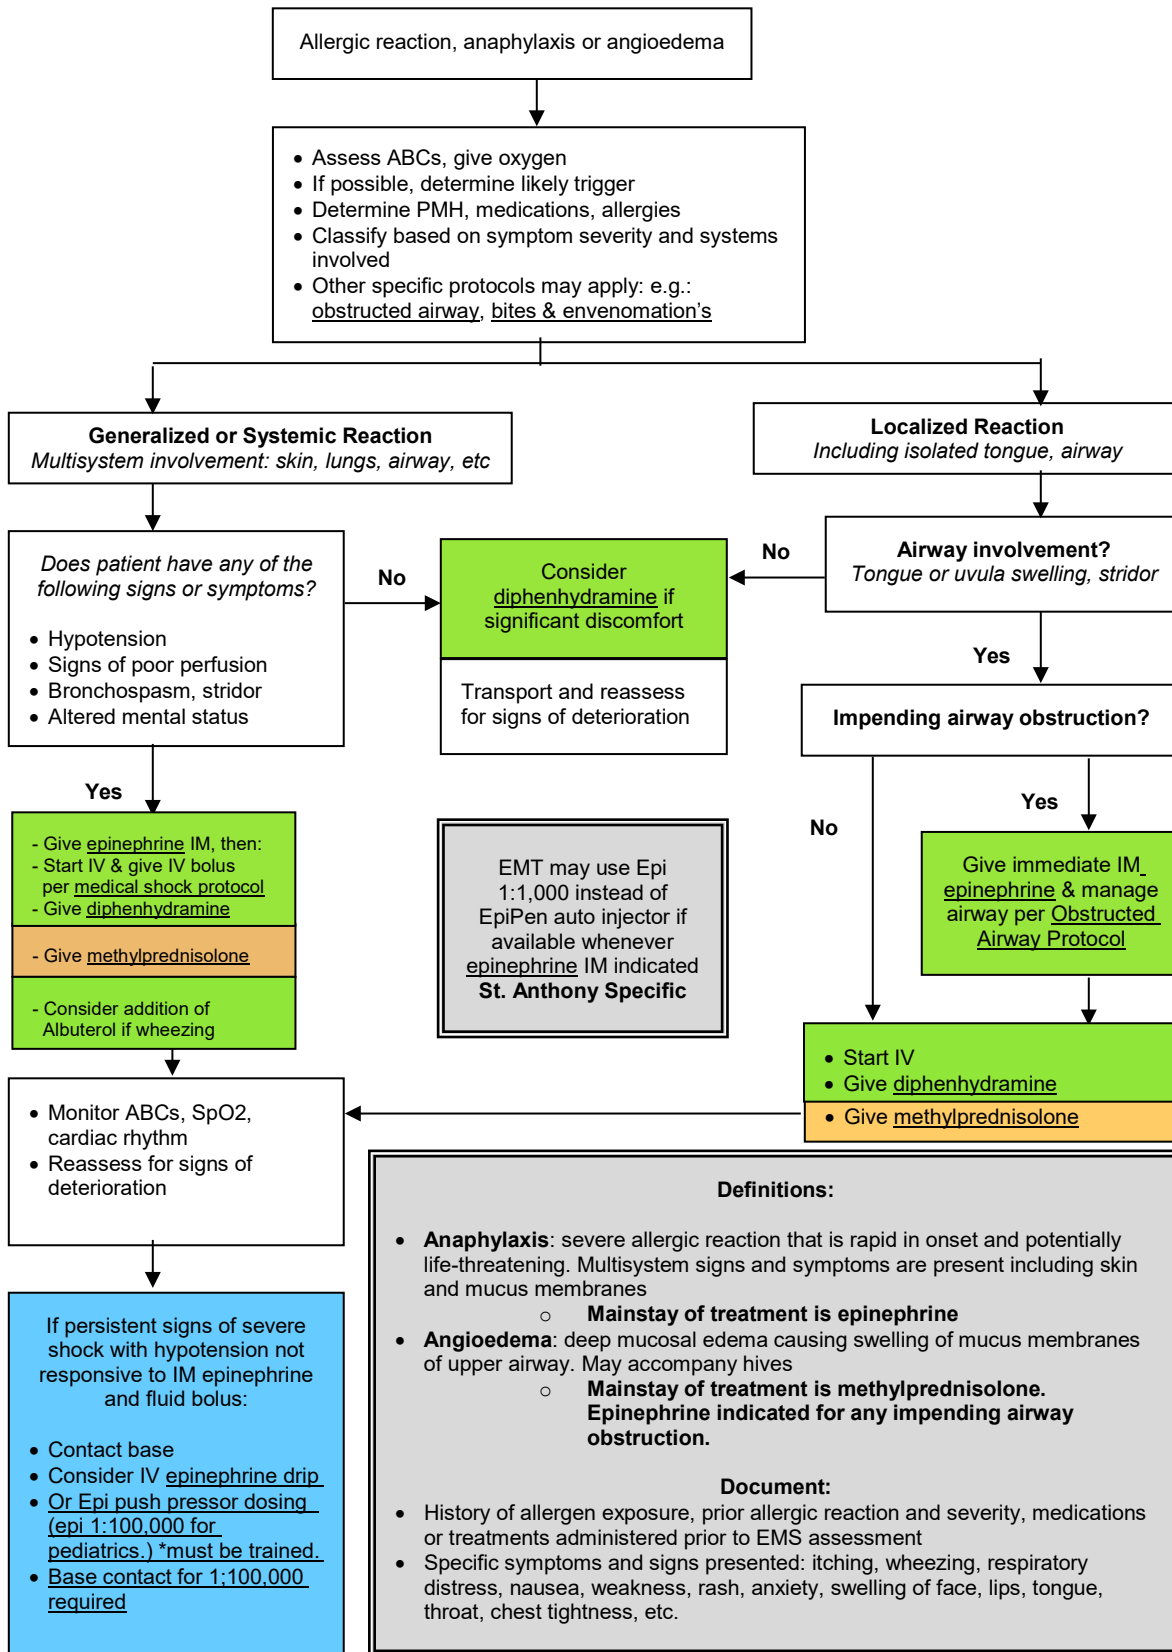 Allergic reaction, anaphylaxis or angioedema
• Assess ABCs, give oxygen
• If possible, determine likely trigger
• Determine PMH, medications, allergies
• Classify based on symptom severity and systems
involved
• Other specific protocols may apply: e.g.:
obstructed airway, bites & envenomation’s
Generalized or Systemic Reaction
Multisystem involvement: skin, lungs, airway, etc
Localized Reaction
Including isolated tongue, airway
Does patient have any of the
following signs or symptoms?
• Hypotension
• Signs of poor perfusion
• Bronchospasm, stridor
• Altered mental status
No
Consider
diphenhydramine if
significant discomfort
Transport and reassess
for signs of deterioration
No
Airway involvement?
Tongue or uvula swelling, stridor
Yes
Impending airway obstruction?
Yes
- Give epinephrine IM, then:
- Start IV & give IV bolus
per medical shock protocol
- Give diphenhydramine
- Give methylprednisolone
- Consider addition of
Albuterol if wheezing
EMT may use Epi
1:1,000 instead of
EpiPen auto injector if
available whenever
epinephrine IM indicated
St. Anthony Specific
No
Yes
Give immediate IM
epinephrine & manage
airway per Obstructed
Airway Protocol
• Start IV
• Give diphenhydramine
• Give methylprednisolone
• Monitor ABCs, SpO2,
cardiac rhythm
• Reassess for signs of
deterioration
If persistent signs of severe
shock with hypotension not
responsive to IM epinephrine
and fluid bolus:
• Contact base
• Consider IV epinephrine drip
• Or Epi push pressor dosing
(epi 1:100,000 for
pediatrics.) *must be trained.
• Base contact for 1;100,000
required
Definitions:
• Anaphylaxis: severe allergic reaction that is rapid in onset and potentially
life-threatening. Multisystem signs and symptoms are present including skin
and mucus membranes
o Mainstay of treatment is epinephrine
• Angioedema: deep mucosal edema causing swelling of mucus membranes
of upper airway. May accompany hives
o Mainstay of treatment is methylprednisolone.
Epinephrine indicated for any impending airway
obstruction.
Document:
• History of allergen exposure, prior allergic reaction and severity, medications
or treatments administered prior to EMS assessment
• Specific symptoms and signs presented: itching, wheezing, respiratory
distress, nausea, weakness, rash, anxiety, swelling of face, lips, tongue,
throat, chest tightness, etc.